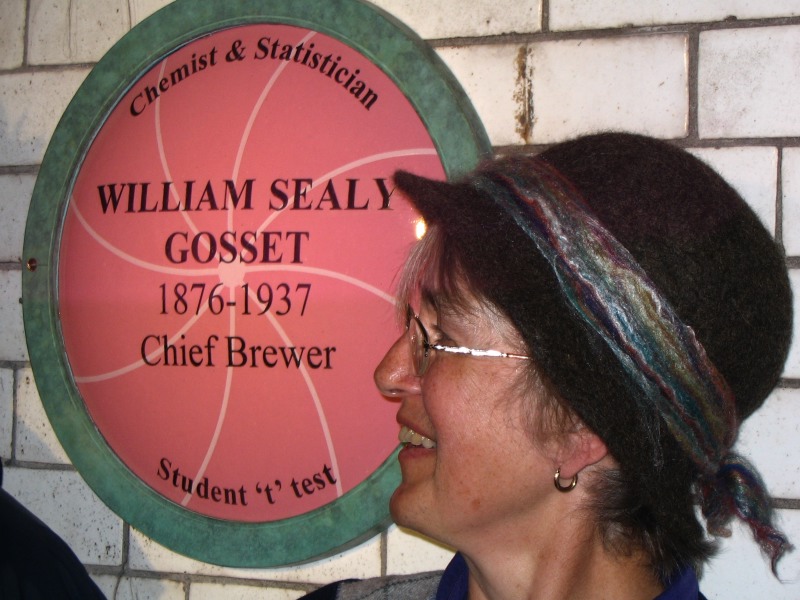 Chemist & Statistician
WILLIAM SEALY
GOSSET
1876-1937
Chief Brewer
Student ‘t’ test